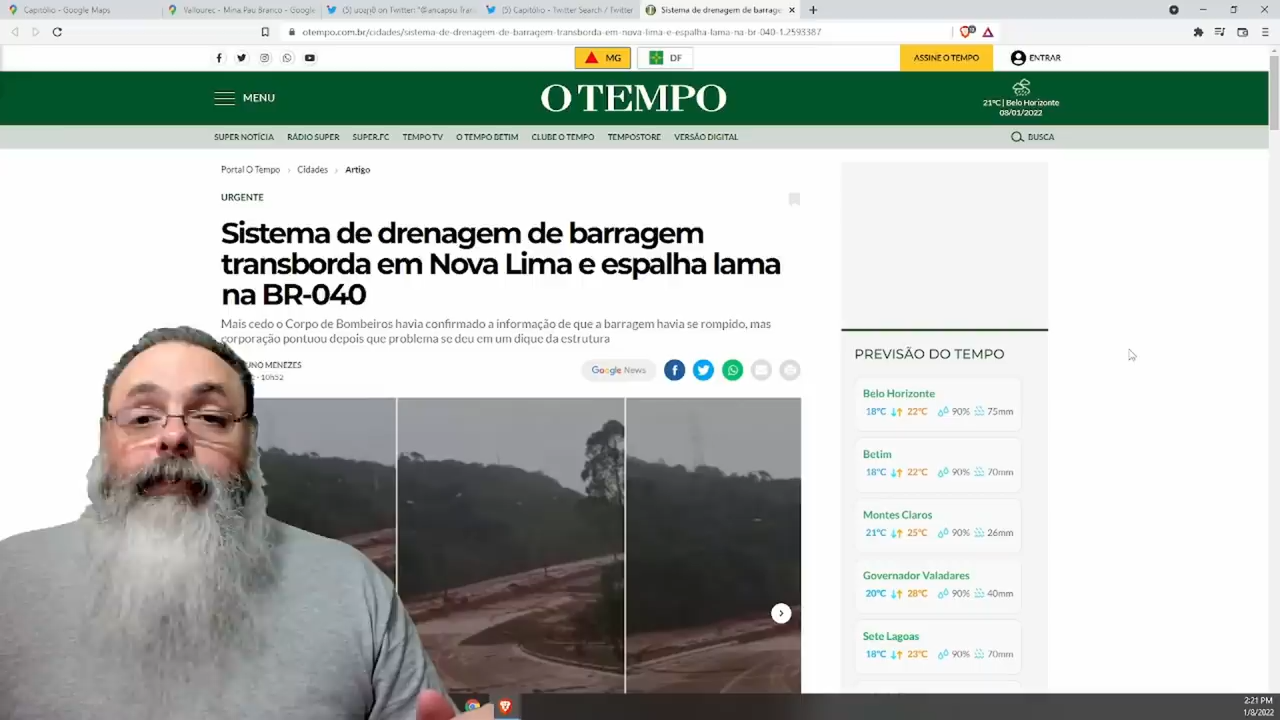 Capitólio - Google Maps
Vallourec - Mina Pau Branco - Google
(5) Capitólio - Twitter Search / Twitter
Sistema de drenagem de barrage
otempo.com.br/cidades/sistema-de-drenagem-de-barragem-transborda-em-nova-lima-e-espalha-lama-na-br-040-1.2593387
MG
DF
ASSINE O TEMPO
ENTRAR
MENU
O TEMPO
21°C | Belo Horizonte
08/01/2022
SUPER NOTÍCIA
RÁDIO SUPER
SUPER.FC
TEMPO TV
O TEMPO BETIM
CLUBE O TEMPO
TEMPOSTORE
VERSÃO DIGITAL
BUSCA
Portal O Tempo › Cidades › Artigo
URGENTE
Sistema de drenagem de barragem
transborda em Nova Lima e espalha lama
na BR-040
Mais cedo o Corpo de Bombeiros havia confirmado a informação de que a barragem havia se rompido, mas
corporação pontuou depois que problema se deu em um dique da estrutura
MENEZES
- 10h52
Google News
PREVISÃO DO TEMPO
Belo Horizonte
18°C 22°C 90% 75mm
Betim
18°C 22°C 90% 70mm
Montes Claros
21°C 25°C 90% 26mm
Governador Valadares
20°C 28°C 90% 40mm
Sete Lagoas
18°C 23°C 90% 70mm
2:21 PM
1/8/2022